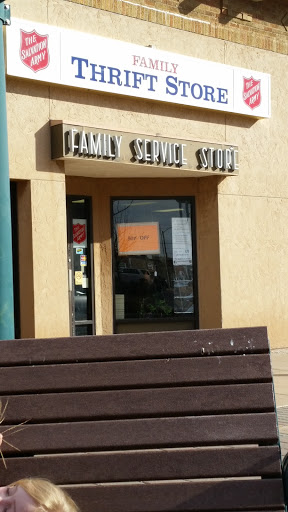 THE
SALVATION
ARMY
FAMILY
THRIFT STORE
THE
SALVATION
ARMY
FAMILY SERVICE STORE